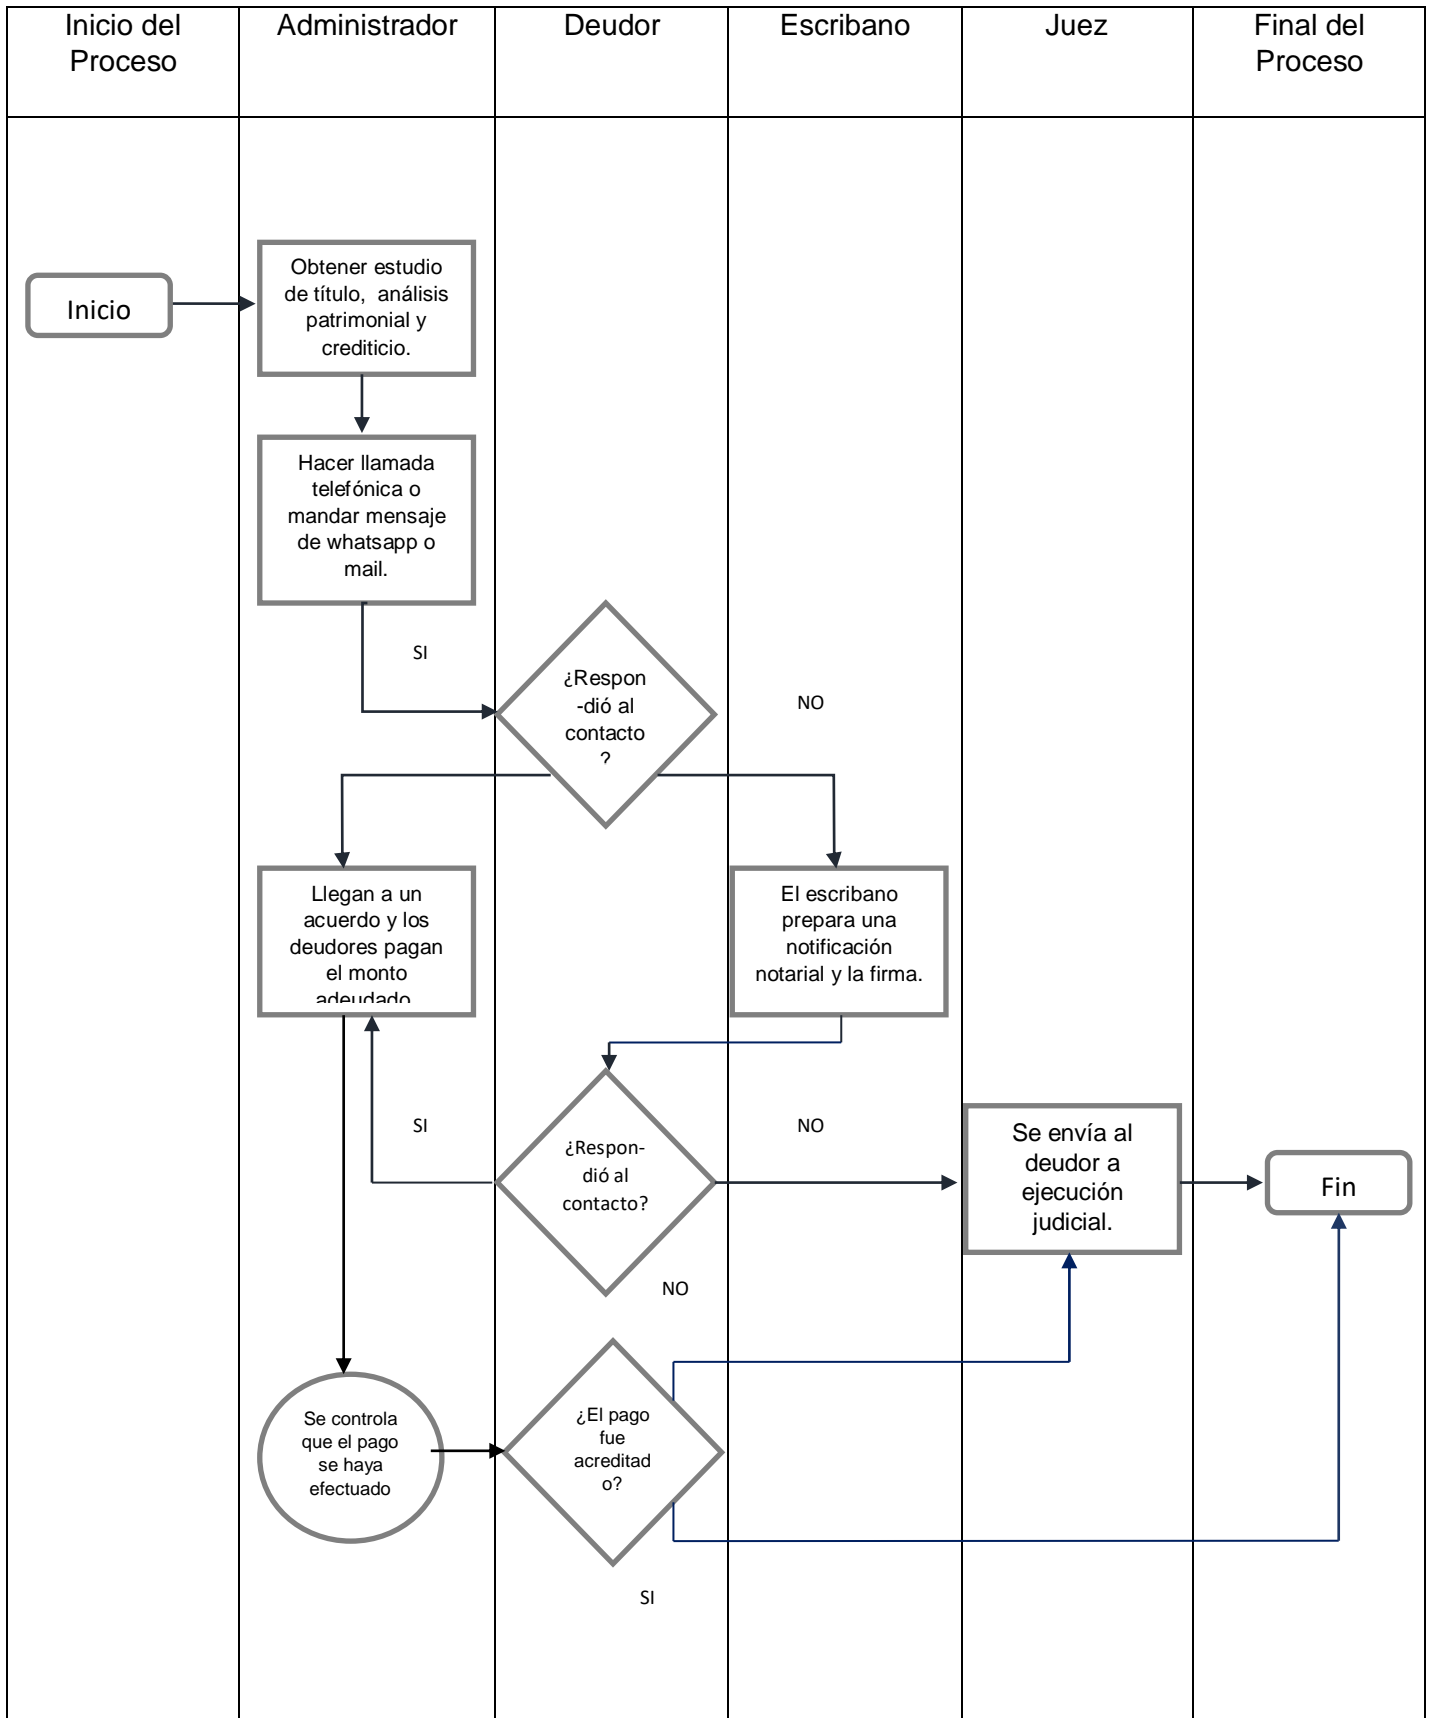 Inicio del
Proceso
Administrador
Deudor
Escribano
Juez
Final del
Proceso
Inicio
Obtener estudio
de título,  análisis
patrimonial y
crediticio.
Hacer llamada
telefónica o
mandar mensaje
de whatsapp o
mail.
SI
¿Respon
-dió al
contacto
?
NO
Llegan a un
acuerdo y los
deudores pagan
el monto
adeudado
El escribano
prepara una
notificación
notarial y la firma.
SI
¿Respon-
dió al
contacto?
NO
Se envía al
deudor a
ejecución
judicial.
Fin
NO
Se controla
que el pago
se haya
efectuado
¿El pago
fue
acreditad
o?
SI